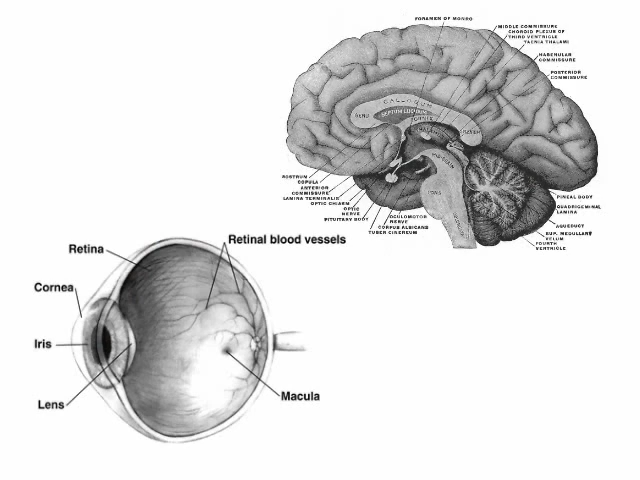 FORAMEN OF MONRO
MIDDLE COMMISSURE
CHOROID PLEXUS OF
THIRD VENTRICLE
TAENIA THALAMI
HABENULAR
COMMISSURE
POSTERIOR
COMMISSURE
CALLOSUM
GENU
SEPTUM LUCIDUM
FORNIX
THALAMUS
PONS
ROSTRUM
COPULA
ANTERIOR
COMMISSURE
LAMINA TERMINALIS
OPTIC CHIASM
OPTIC
NERVE
PITUITARY BODY
OCULOMOTOR
NERVE
CORPUS ALBICANS
TUBER CINEREUM
PINEAL BODY
QUADRIGEMINAL
LAMINA
AQUEDUCT
SUP. MEDULLARY
VELUM
FOURTH
VENTRICLE
Retinal blood vessels
Retina
Cornea
Iris
Lens
Macula